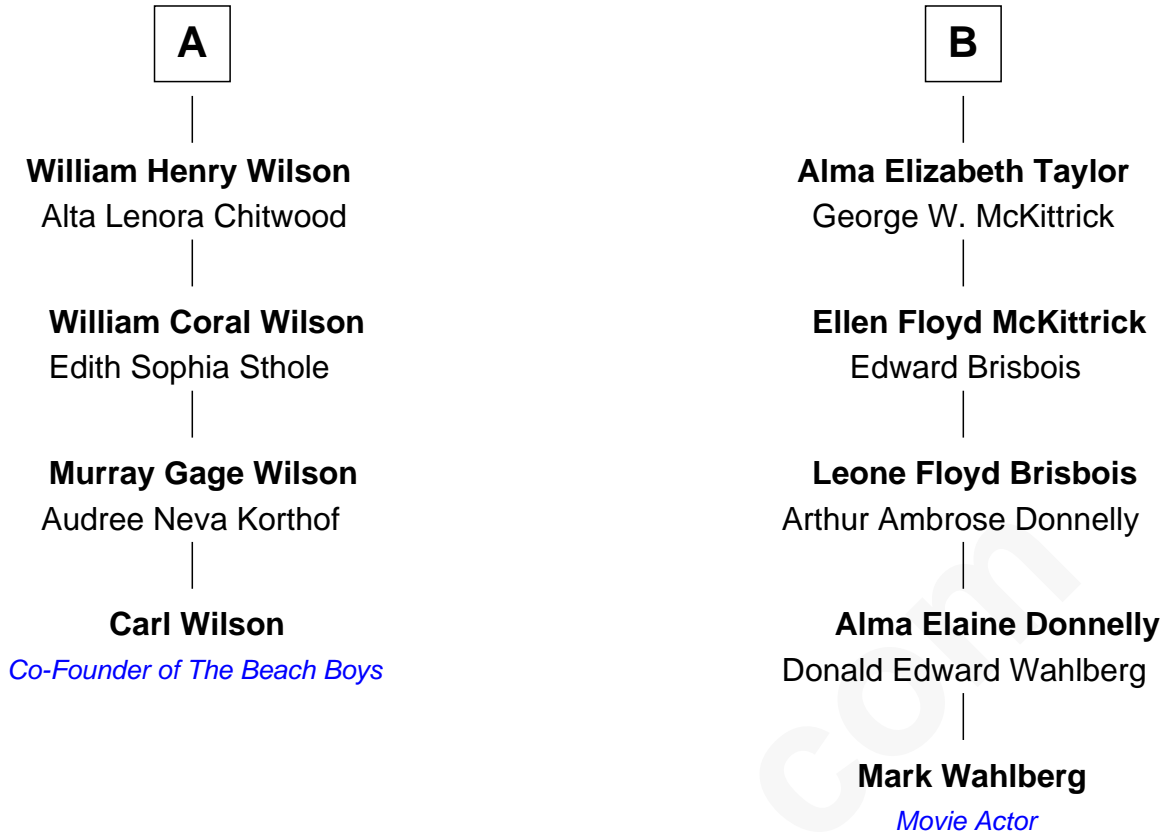 A
William Henry Wilson
Alta Lenora Chitwood
William Coral Wilson
Edith Sophia Sthole
Murray Gage Wilson
Audree Neva Korthof
Carl Wilson
Co-Founder of The Beach Boys
B
Alma Elizabeth Taylor
George W. McKittrick
Ellen Floyd McKittrick
Edward Brisbois
Leone Floyd Brisbois
Arthur Ambrose Donnelly
Alma Elaine Donnelly
Donald Edward Wahlberg
Mark Wahlberg
Movie Actor
com